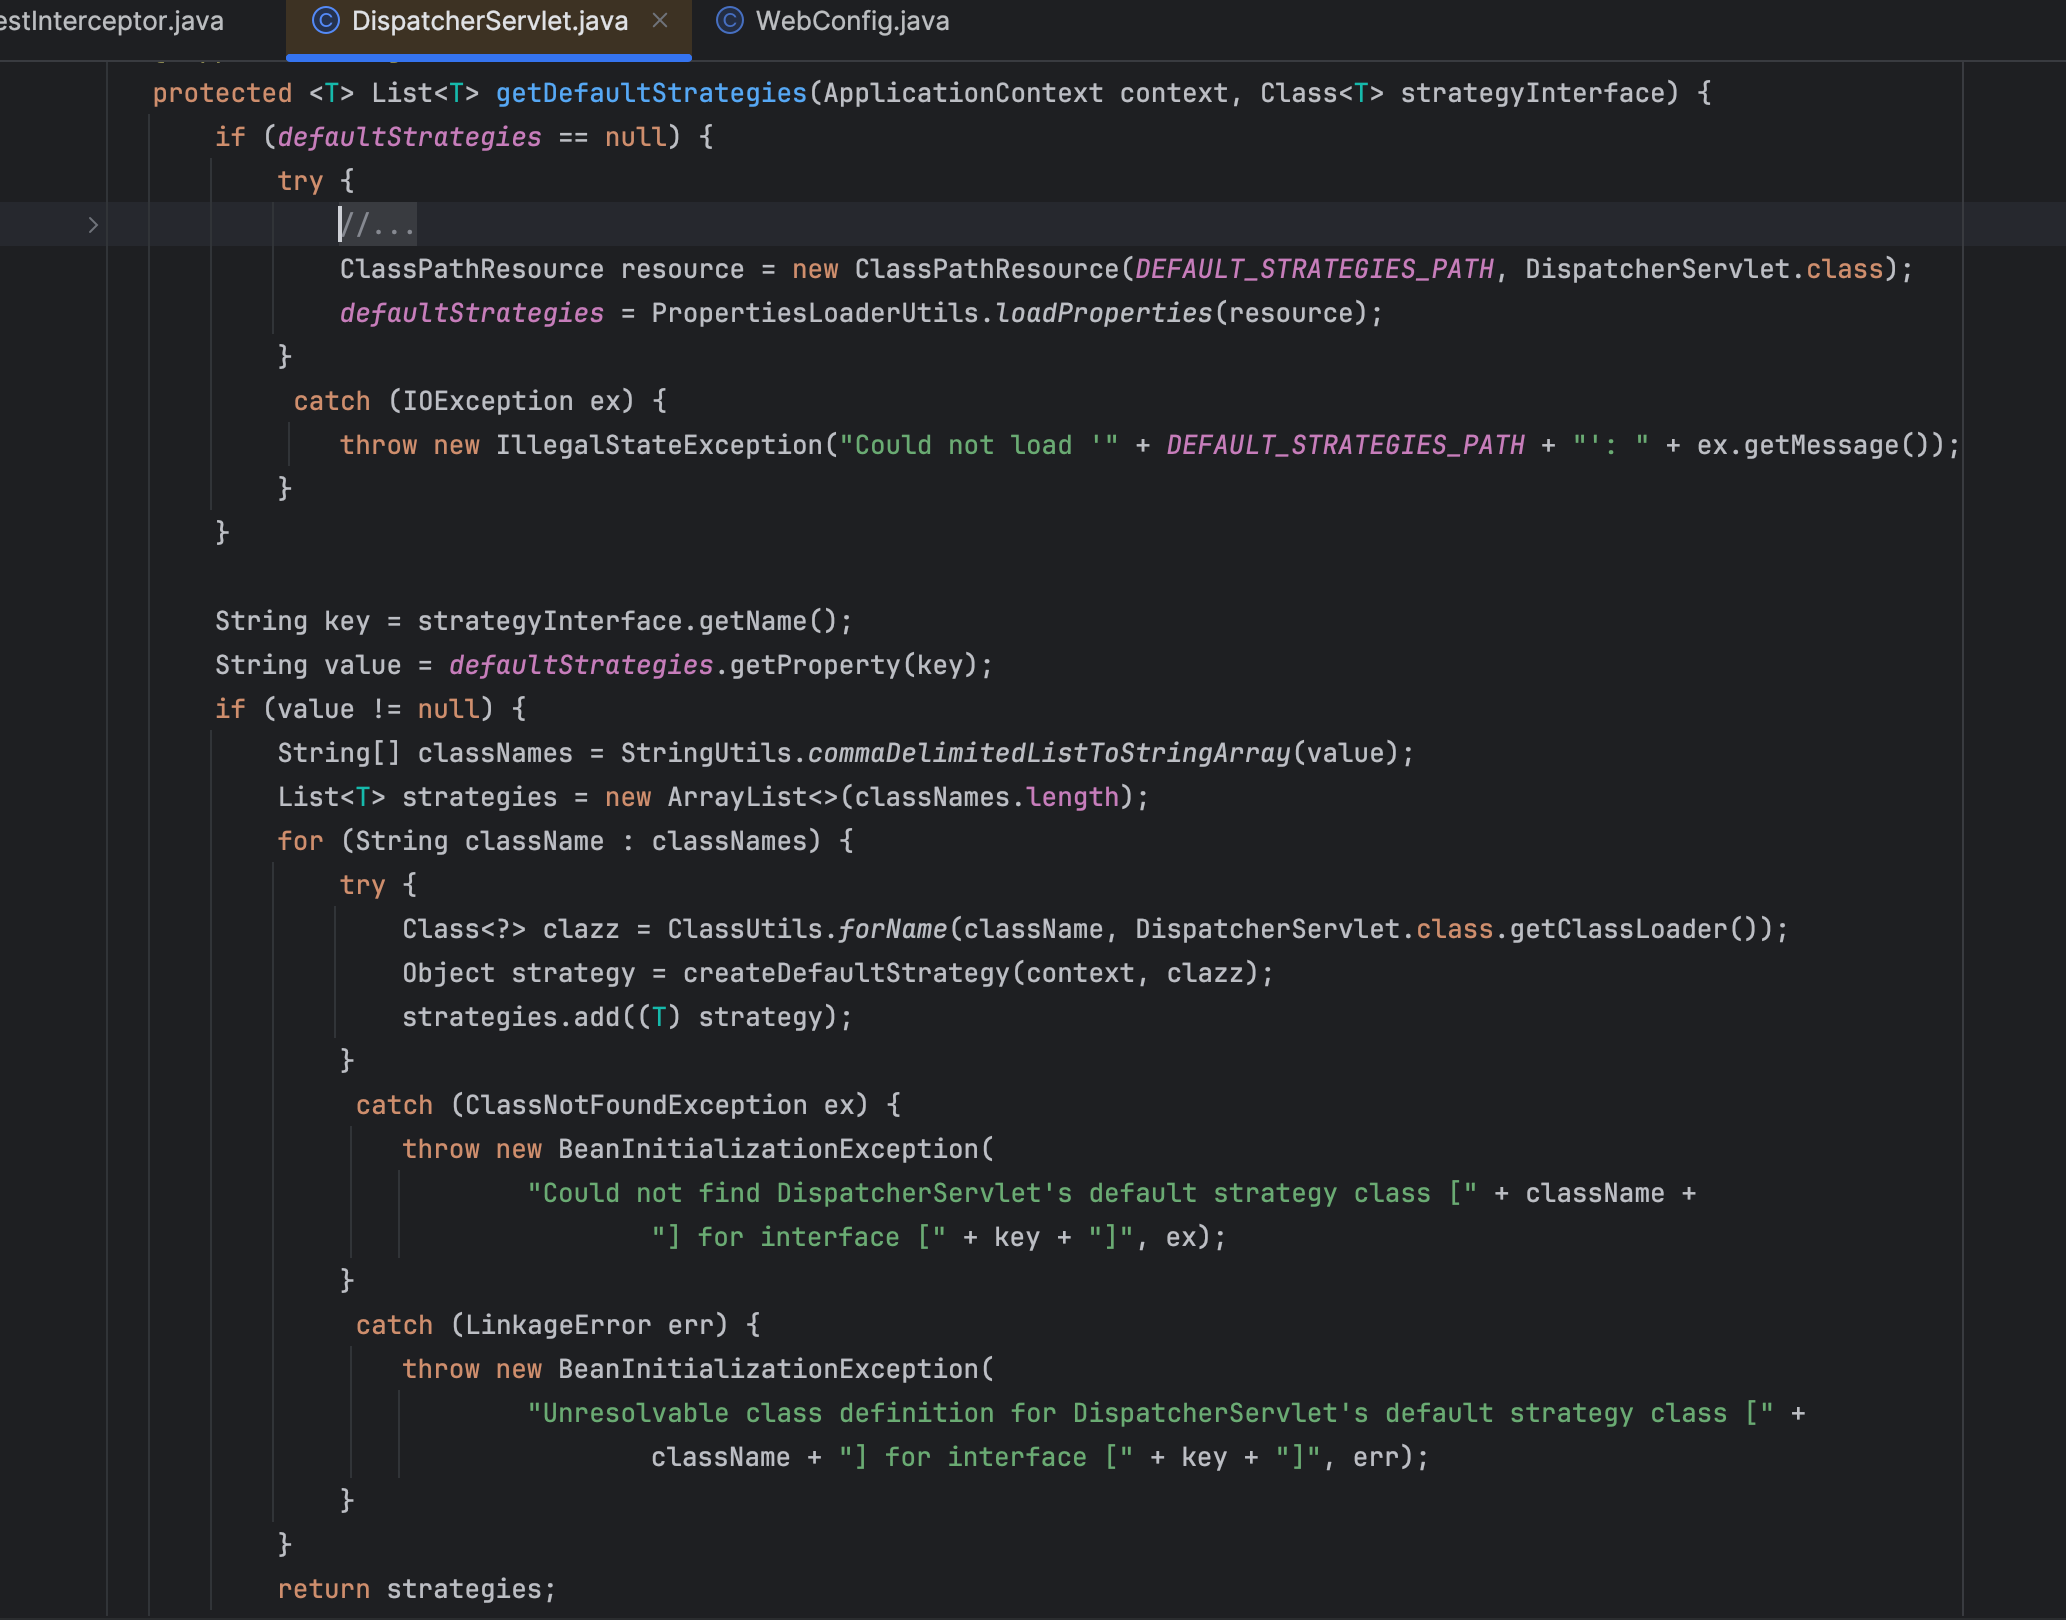 estInterceptor.java
DispatcherServlet.java
WebConfig.java
protected <T> List<T> getDefaultStrategies(ApplicationContext context, Class<T> strategyInterface) {
if (defaultStrategies == null) {
try {
//...
ClassPathResource resource = new ClassPathResource(DEFAULT_STRATEGIES_PATH, DispatcherServlet.class);
defaultStrategies = PropertiesLoaderUtils.loadProperties(resource);
}
catch (IOException ex) {
throw new IllegalStateException("Could not load '" + DEFAULT_STRATEGIES_PATH + "': " + ex.getMessage());
}
}
String key = strategyInterface.getName();
String value = defaultStrategies.getProperty(key);
if (value != null) {
String[] classNames = StringUtils.commaDelimitedListToStringArray(value);
List<T> strategies = new ArrayList<>(classNames.length);
for (String className : classNames) {
try {
Class<?> clazz = ClassUtils.forName(className, DispatcherServlet.class.getClassLoader());
Object strategy = createDefaultStrategy(context, clazz);
strategies.add((T) strategy);
}
catch (ClassNotFoundException ex) {
throw new BeanInitializationException(
"Could not find DispatcherServlet's default strategy class [" + className +
"] for interface [" + key + "]", ex);
}
catch (LinkageError err) {
throw new BeanInitializationException(
"Unresolvable class definition for DispatcherServlet's default strategy class [" +
className + "] for interface [" + key + "]", err);
}
}
return strategies;